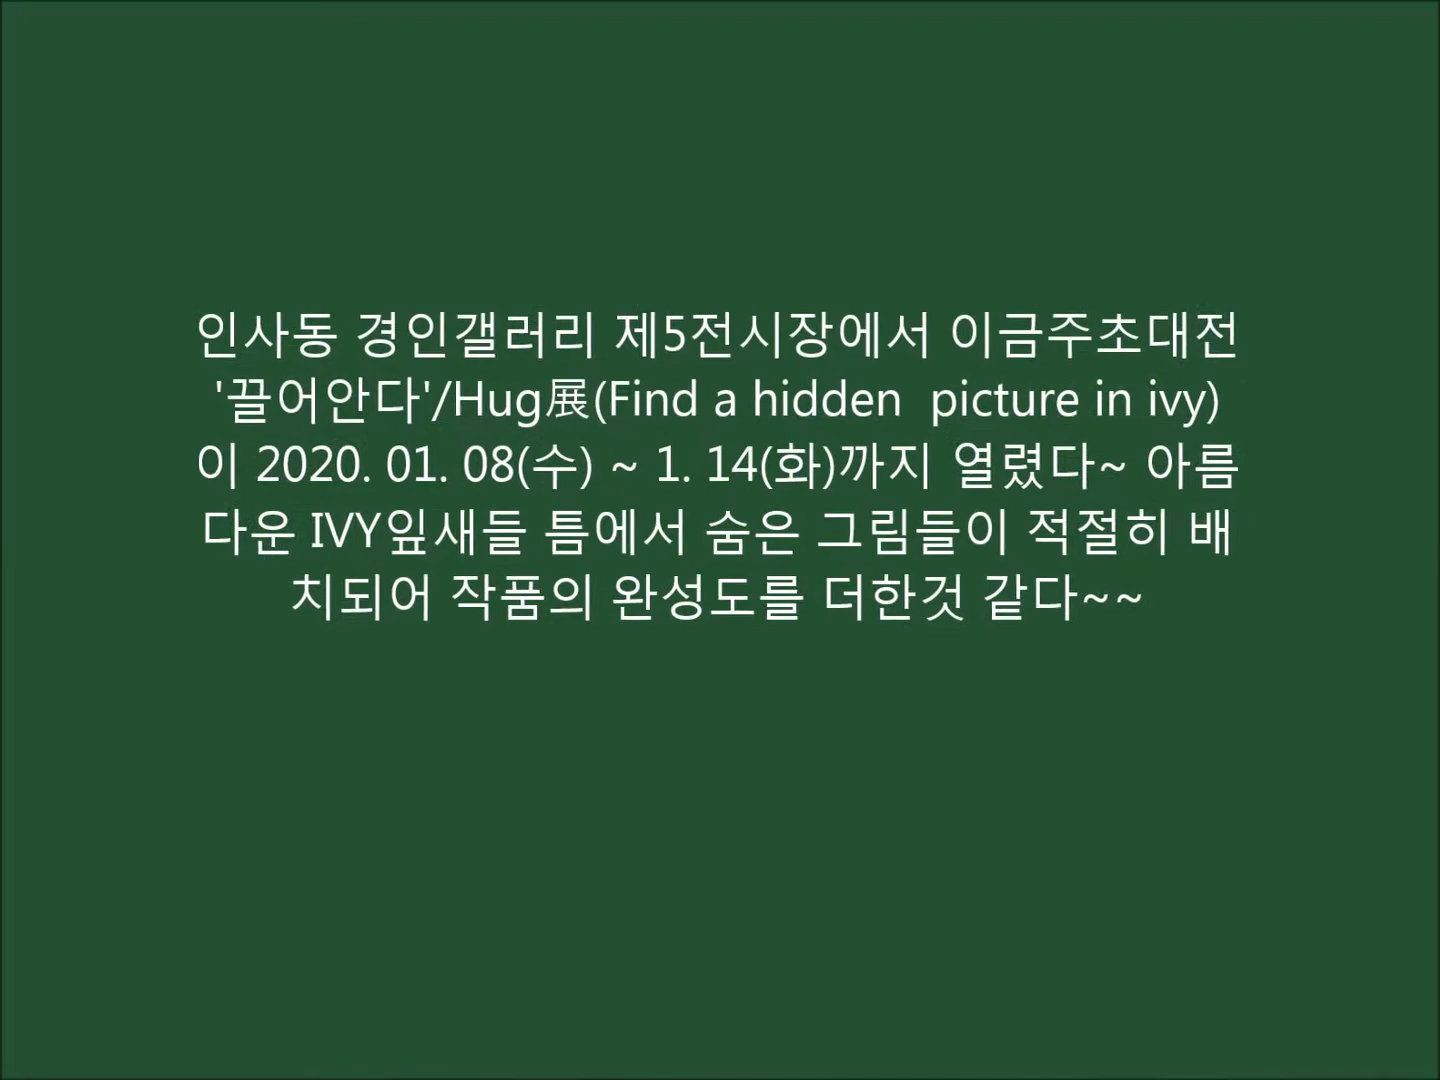 인사동 경인갤러리 제5전시장에서 이금주초대전
'끌어안다'/Hug展(Find a hidden  picture in ivy)
이 2020. 01. 08(수) ~ 1. 14(화)까지 열렸다~ 아름
다운 IVY잎새들 틈에서 숨은 그림들이 적절히 배
치되어 작품의 완성도를 더한것 같다~~